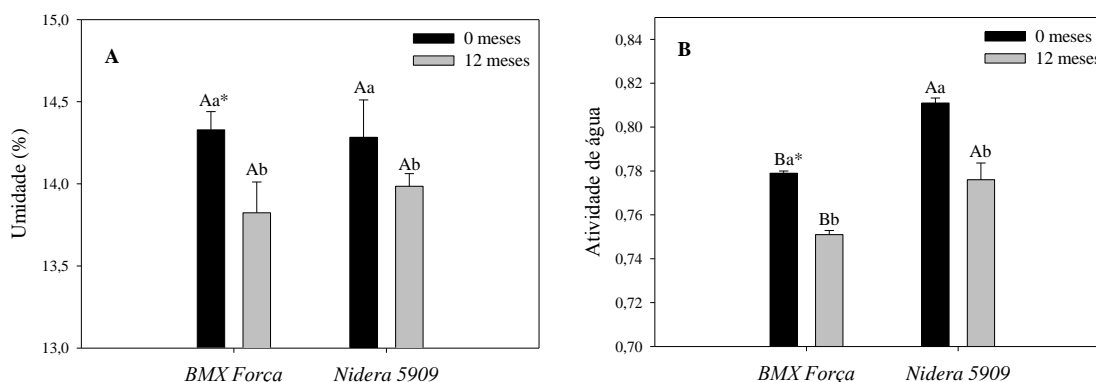 15,0
14,5
14,0
13,5
13,0
Umidade (%)
A
0 meses
12 meses
Aa*
Ab
Aa
Ab
BMX Força
Nidera 5909
0,84
0,82
0,80
0,78
0,76
0,74
0,72
0,70
Atividade de água
B
0 meses
12 meses
Ba*
Bb
Aa
Ab
BMX Força
Nidera 5909